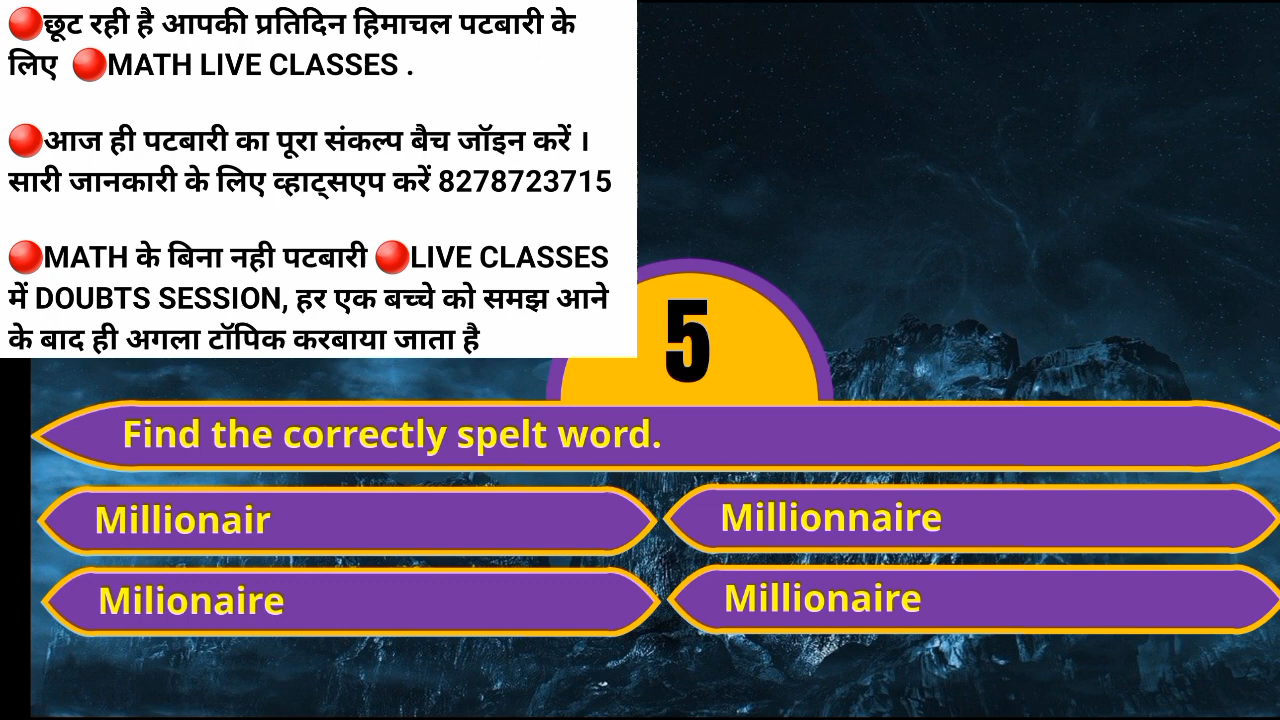 🔴छूट रही है आपकी प्रतिदिन हिमाचल पटबारी के
लिए 🔴MATH LIVE CLASSES .
🔴आज ही पटबारी का पूरा संकल्प बैच जॉइन करें ।
सारी जानकारी के लिए व्हाट्सएप करें 8278723715
🔴MATH के बिना नही पटबारी 🔴LIVE CLASSES
में DOUBTS SESSION, हर एक बच्चे को समझ आने
के बाद ही अगला टॉपिक करबाया जाता है
5
Find the correctly spelt word.
Millionair
Millionnaire
Milionaire
Millionaire